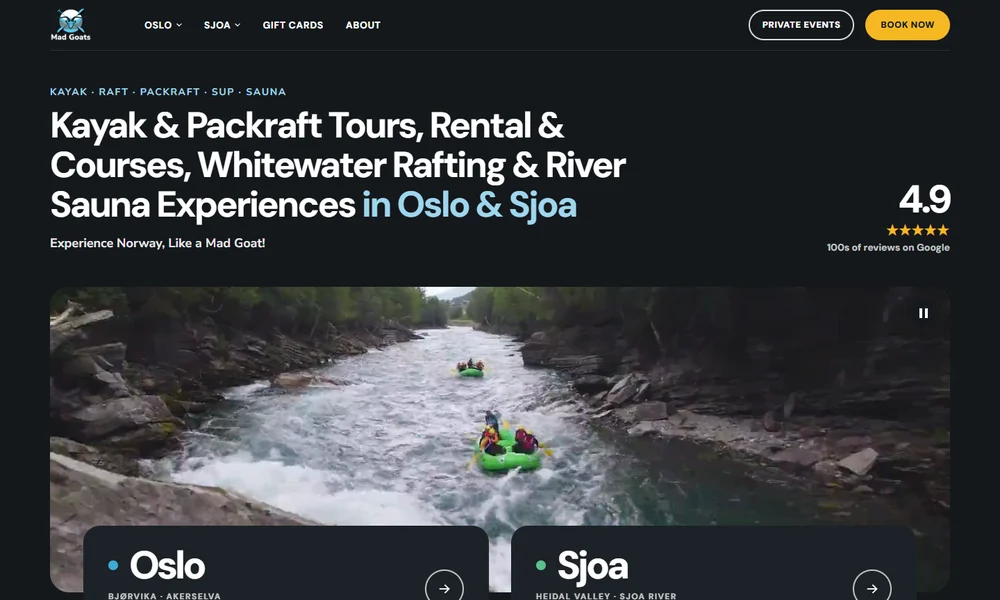 Mad Goats
OSLO
SJOA
GIFT CARDS
ABOUT
PRIVATE EVENTS
BOOK NOW
KAYAK · RAFT · PACKRAFT · SUP · SAUNA
Kayak & Packraft Tours, Rental &
Courses, Whitewater Rafting & River
Sauna Experiences in Oslo & Sjoa
Experience Norway, Like a Mad Goat!
4.9
★★★★★
100s of reviews on Google
Oslo
BJØRVIKA · AKERSELVA
Sjoa
HEIDAL VALLEY · SJOA RIVER